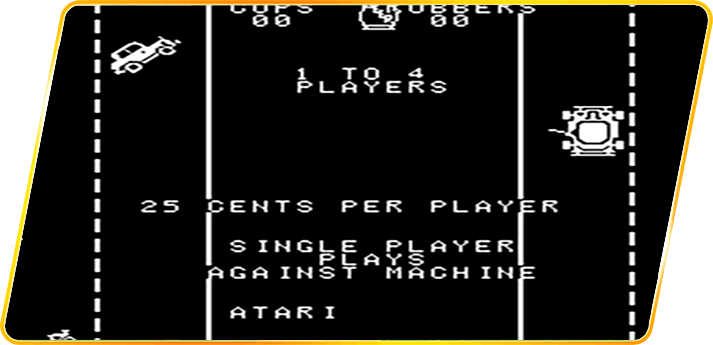 COPS ROBBERS
00 00
1 TO 4
PLAYERS
25 CENTS PER PLAYER
SINGLE PLAYER
PLAYS
AGAINST MACHINE
ATARI